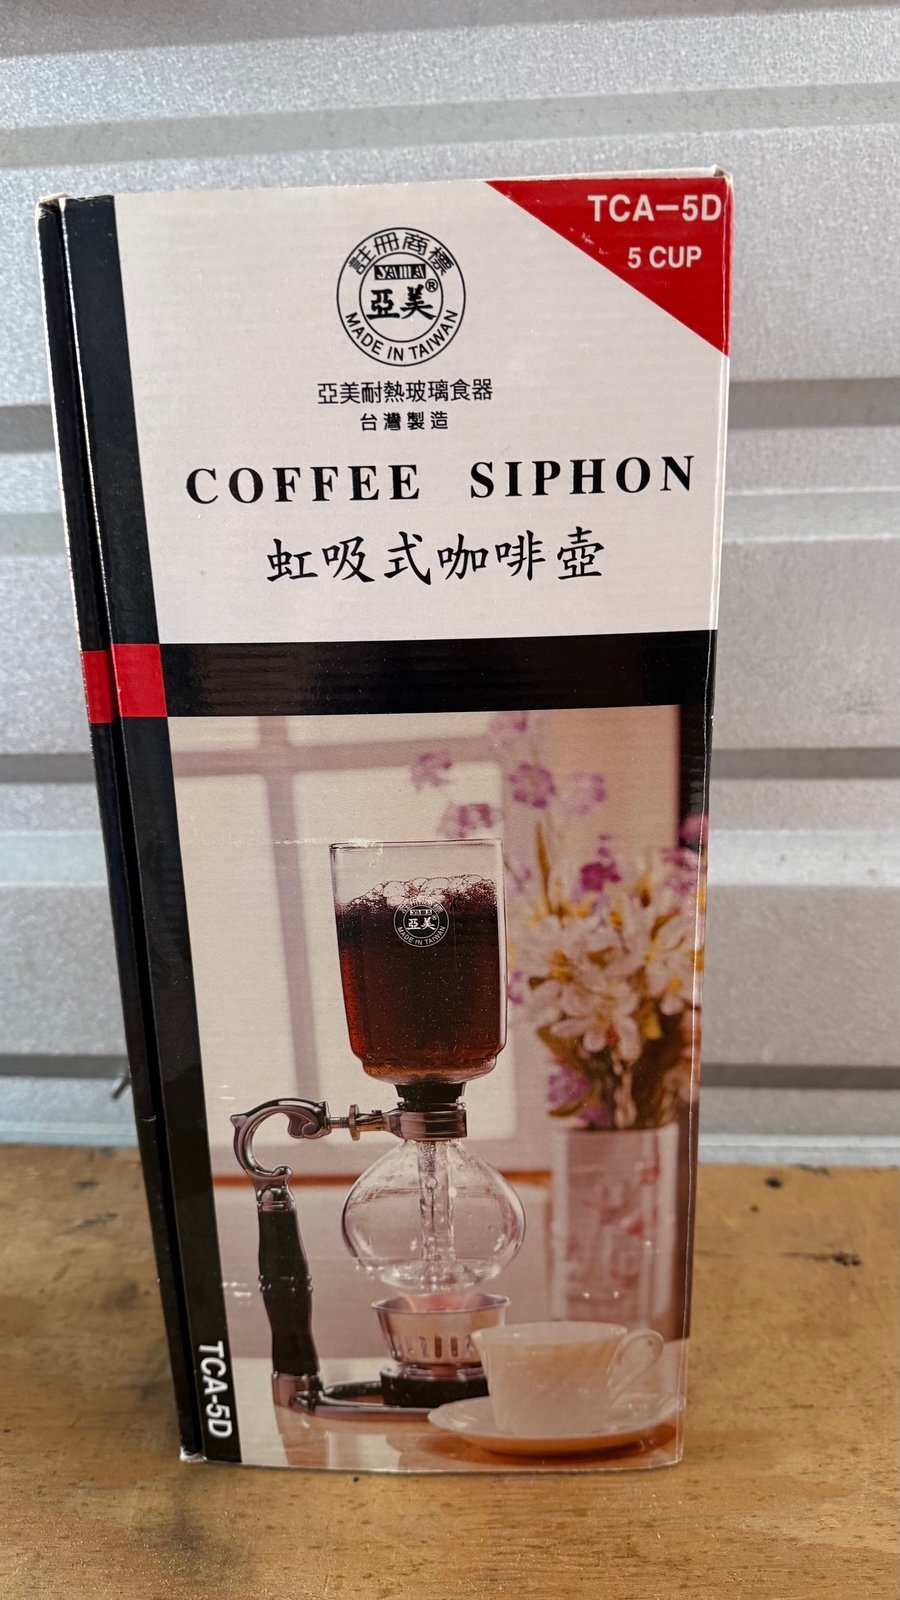 TCA-5D
5 CUP
註冊商標
YAMA
亞美®
MADE IN TAIWAN
亞美耐熱玻璃食器
台灣製造
COFFEE SIPHON
虹吸式咖啡壺
YAMA
亞美®
MADE IN TAIWAN
TCA-5D